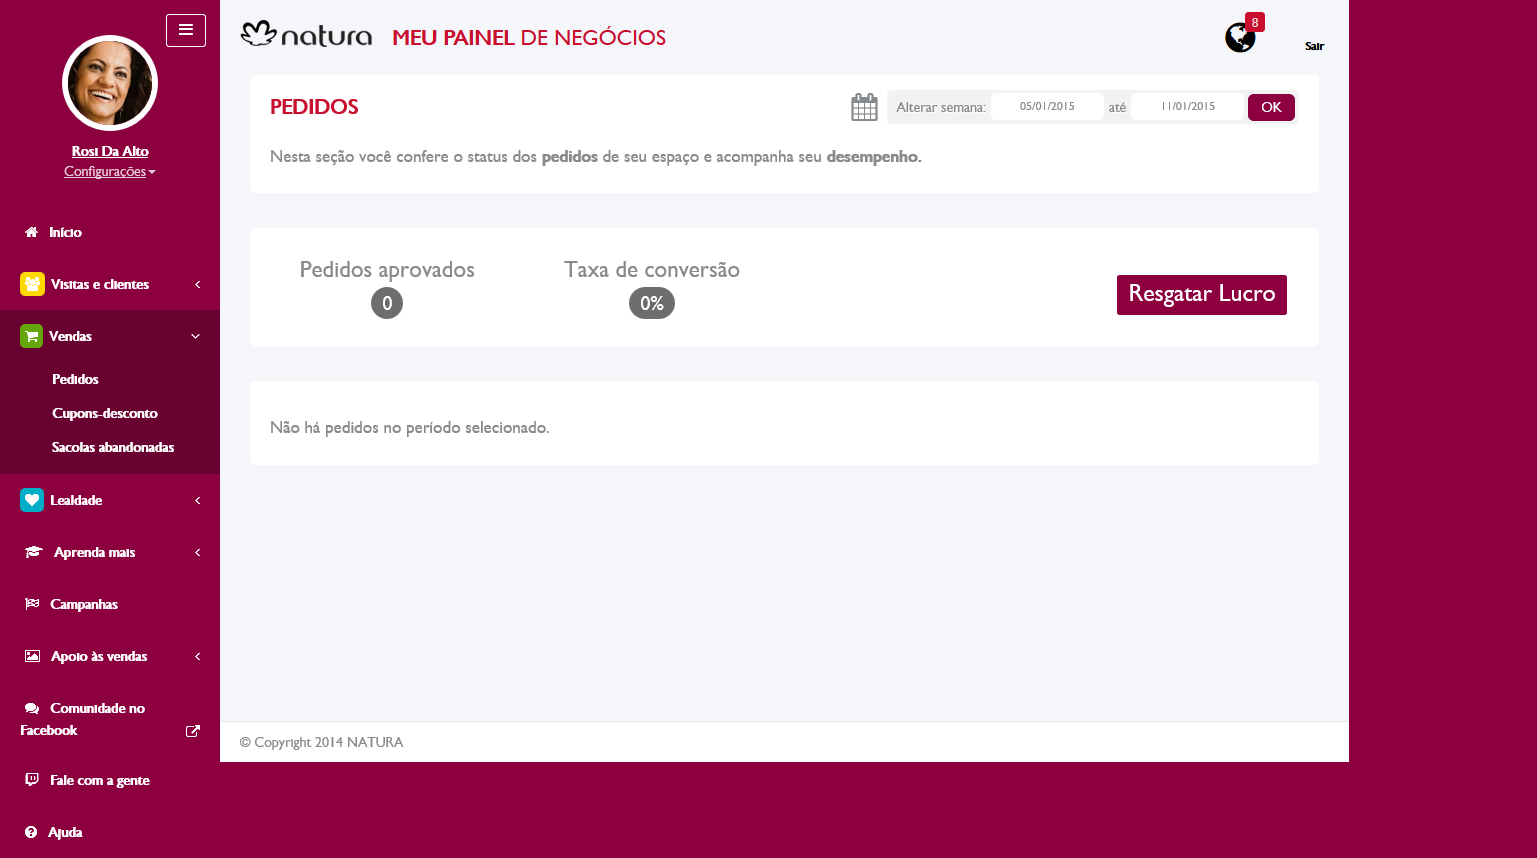 Rosi Da Alto
Configurações
Início
Visitas e clientes
Vendas
Pedidos
Cupons-desconto
Sacolas abandonadas
Lealdade
Aprenda mais
Campanhas
Apoio às vendas
Comunidade no
Facebook
Fale com a gente
Ajuda
natura MEU PAINEL DE NEGÓCIOS
8
Sair
PEDIDOS
Alterar semana: 05/01/2015 até 11/01/2015 OK
Nesta seção você confere o status dos pedidos de seu espaço e acompanha seu desempenho.
Pedidos aprovados
0
Taxa de conversão
0%
Resgatar Lucro
Não há pedidos no período selecionado.
© Copyright 2014 NATURA